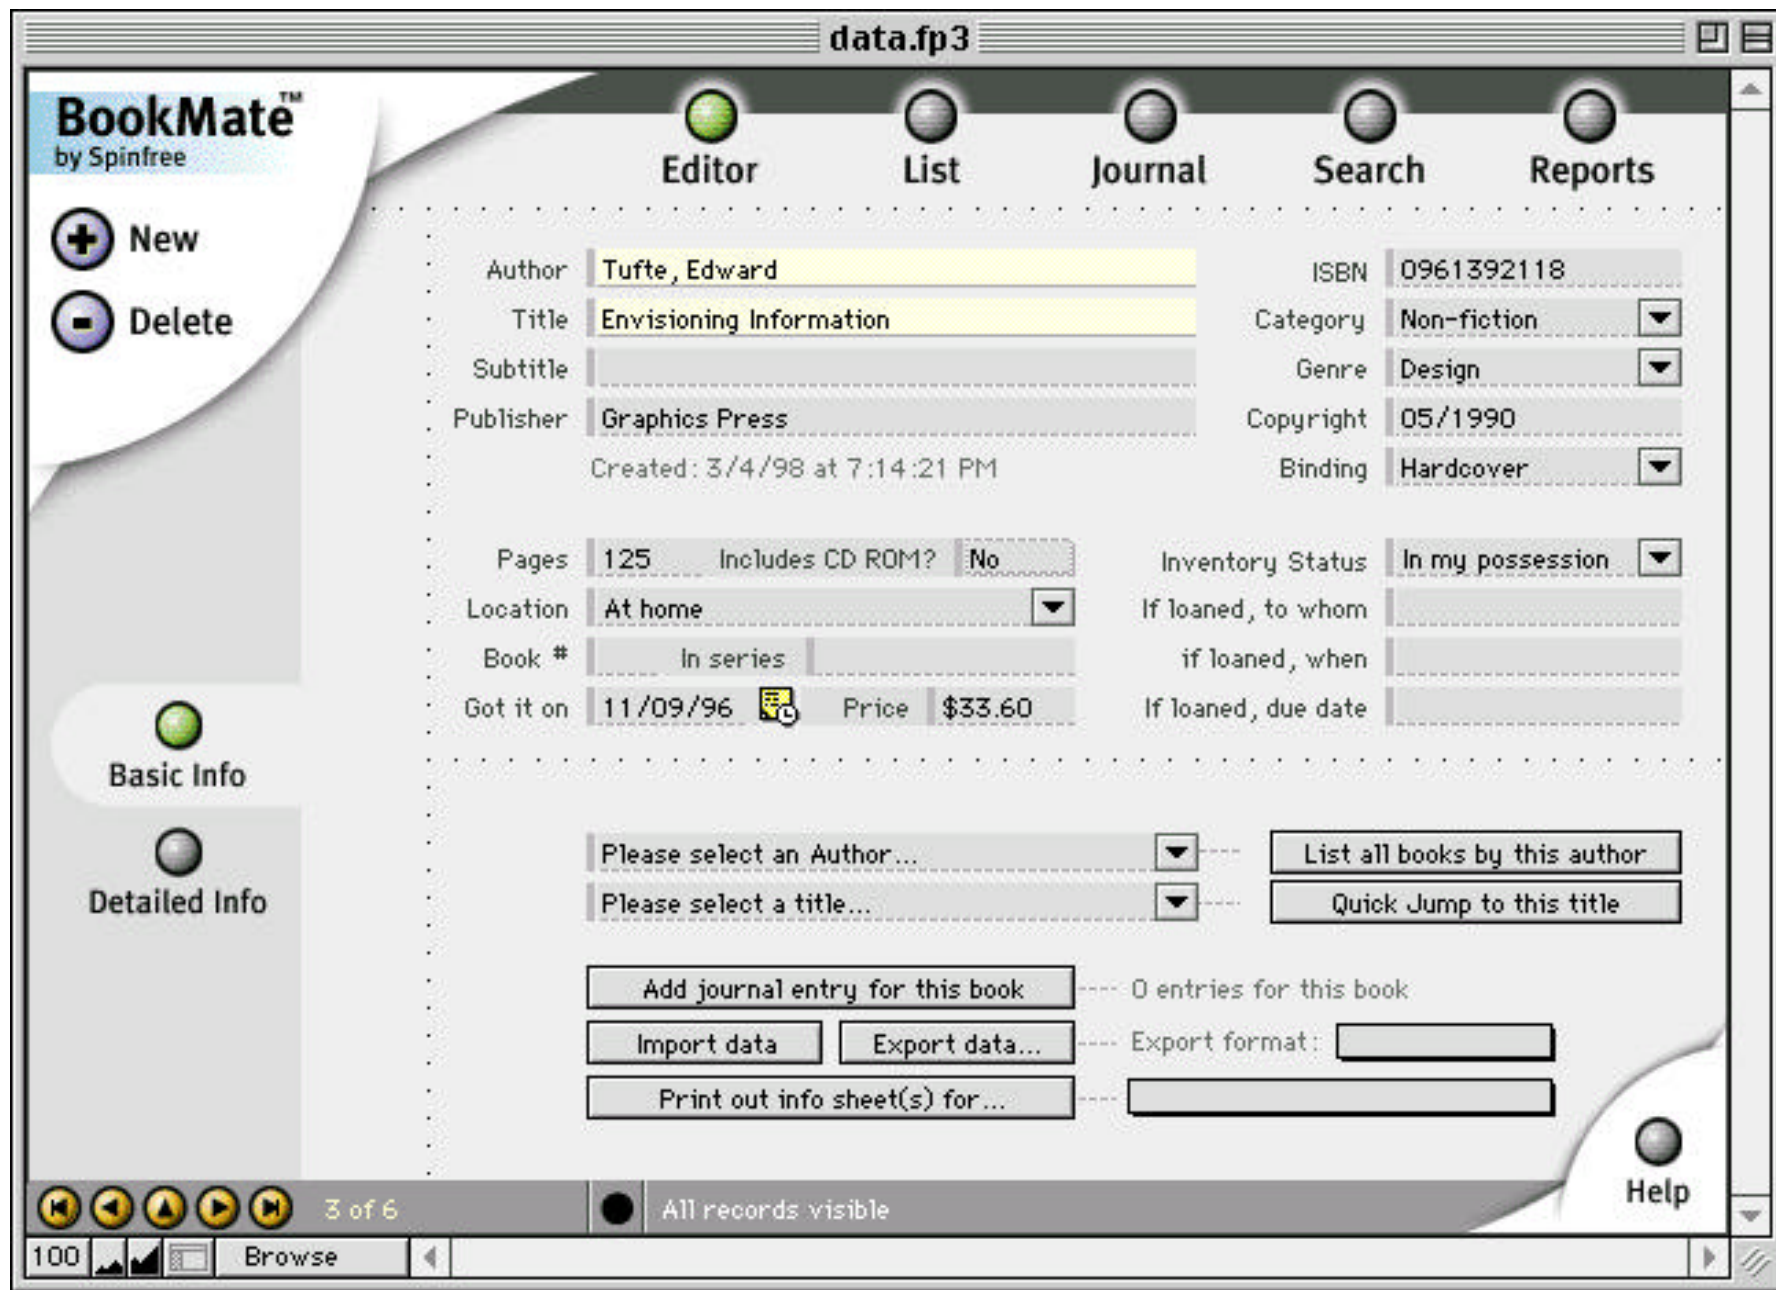 data.fp3
BookMate™
by Spinfree
Editor
List
Journal
Search
Reports
New
Delete
Author Tufte, Edward
ISBN 0961392118
Title Envisioning Information
Category Non-fiction
Subtitle
Genre Design
Publisher Graphics Press
Copyright 05/1990
Created: 3/4/98 at 7:14:21 PM
Binding Hardcover
Pages 125 Includes CD ROM? No
Inventory Status In my possession
Location At home
If loaned, to whom
Book # In series
if loaned, when
Got it on 11/09/96 Price $33.60
If loaned, due date
Basic Info
Detailed Info
Please select an Author...
List all books by this author
Please select a title...
Quick Jump to this title
Add journal entry for this book
0 entries for this book
Import data
Export data...
Export format:
Print out info sheet(s) for...
Help
3 of 6
All records visible
100
Browse